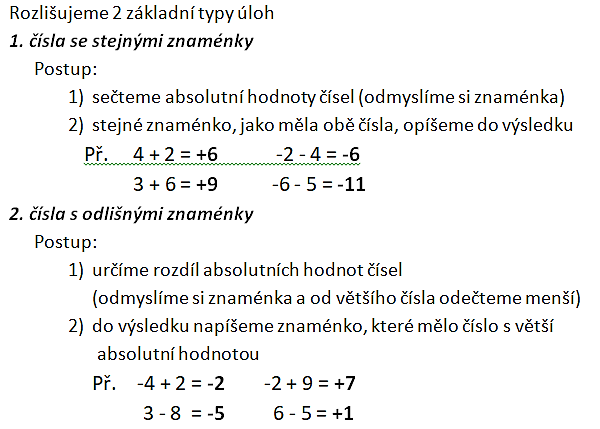 Rozlišujeme 2 základní typy úloh
1. čísla se stejnými znaménky
Postup:
1) sečteme absolutní hodnoty čísel (odmyslíme si znaménka)
2) stejné znaménko, jako měla obě čísla, opíšeme do výsledku
Př. 4 + 2 = +6 -2 - 4 = -6
3 + 6 = +9 -6 - 5 = -11
2. čísla s odlišnými znaménky
Postup:
1) určíme rozdíl absolutních hodnot čísel
(odmyslíme si znaménka a od většího čísla odečteme menší)
2) do výsledku napíšeme znaménko, které mělo číslo s větší
absolutní hodnotou
Př. -4 + 2 = -2 -2 + 9 = +7
3 - 8 = -5 6 - 5 = +1